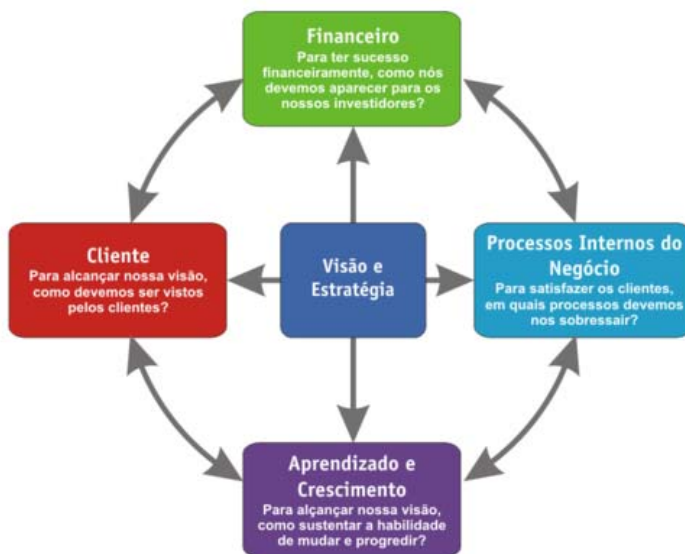 Financeiro
Para ter sucesso
financeiramente, como nós
devemos aparecer para os
nossos investidores?
Cliente
Para alcançar nossa visão,
como devemos ser vistos
pelos clientes?
Visão e
Estratégia
Processos Internos do
Negócio
Para satisfazer os clientes,
em quais processos devemos
nos sobressair?
Aprendizado e
Crescimento
Para alçançar nossa visão,
como sustentar a habilidade
de mudar e progredir?